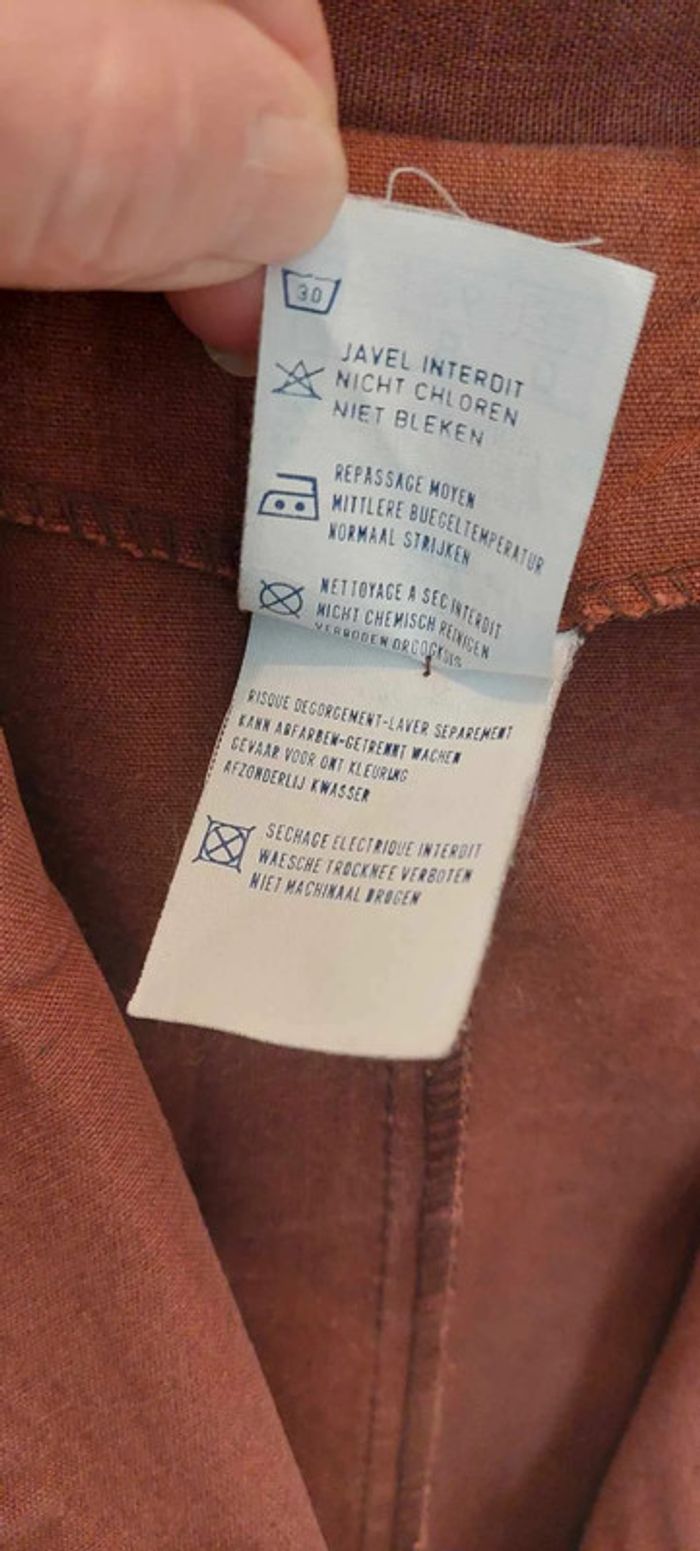 30
JAVEL INTERDIT
NICHT CHLOREN
NIET BLEKEN
REPASSAGE MOYEN
MITTLERE BUEGELTEMPERATUR
NORMAAL STRIJKEN
NETTOYAGE A SEC INTERDIT
NICHT CHEMISCH REINIGEN
VERBODEN
RISQUE DEGORGEMENT-LAVER SEPAREMENT
KANN ABFARBEN-GETRENNT WACHEN
GEVAAR VOOR ONT KLEURING
AFZONDERLIJ KWASSER
SECHAGE ELECTRIQUE INTERDIT
WAESCHE TROCKNEE VERBOTEN
NIET MACHINAAL DROGEN